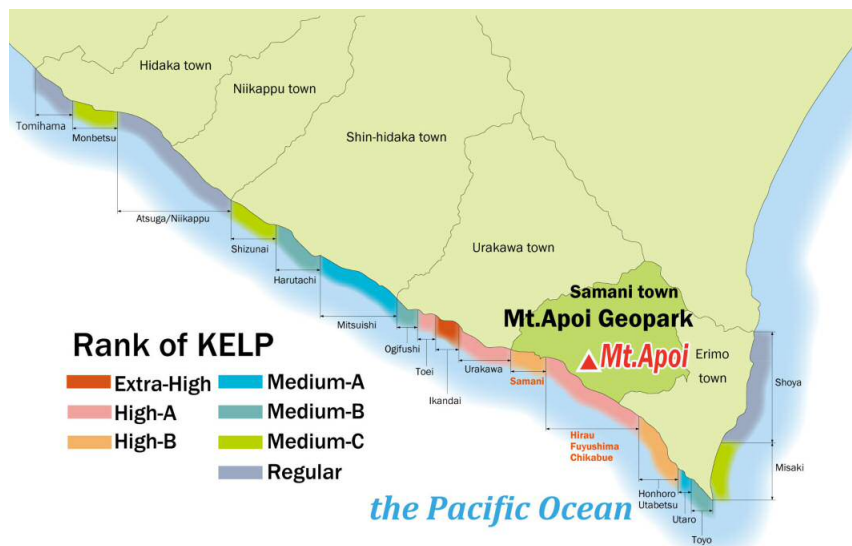 Hidaka town
Niikappu town
Shin-hidaka town
Urakawa town
Samani town
Mt.Apoi Geopark
Mt.Apoi
Erimo
town
Tomihama
Monbetsu
Atsuga/Niikappu
Shizunai
Harutachi
Mitsuishi
Ogifushi
Toei
Ikandai
Urakawa
Samani
Hirau
Fuyushima
Chikabue
Honhoro
Utabetsu
Utaro
Toyo
Misaki
Shoya
Rank of KELP
Extra-High
High-A
High-B
Medium-A
Medium-B
Medium-C
Regular
the Pacific Ocean